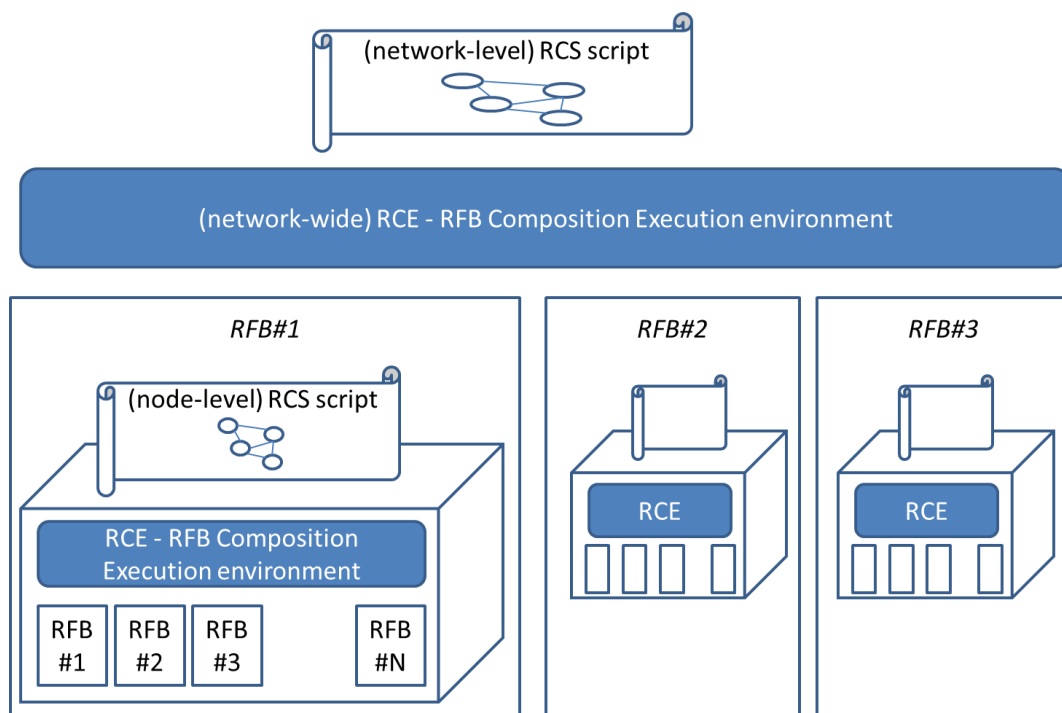 (network-level) RCS script
(network-wide) RCE - RFB Composition Execution environment
RFB#1
RFB#2
RFB#3
(node-level) RCS script
RCE - RFB Composition
Execution environment
RCE
RCE
RFB
#1
RFB
#2
RFB
#3
RFB
#N